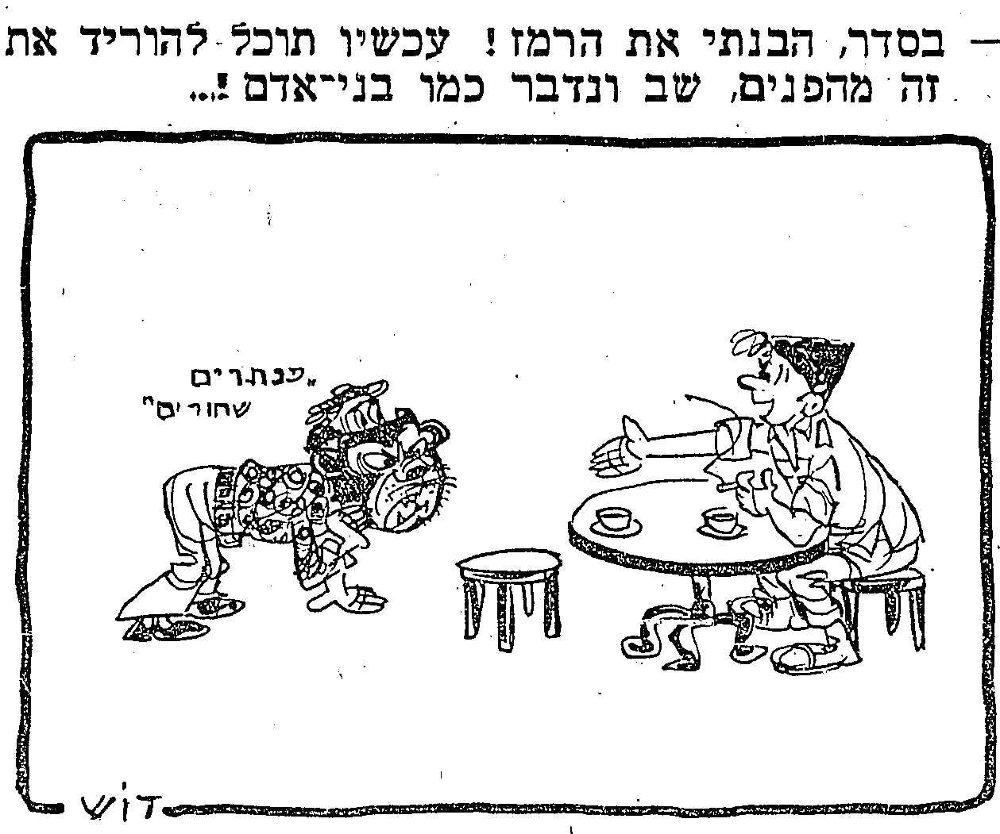 — בסדר, הבנתי את הרמז! עכשיו תוכל להוריד את
זה מהפנים, שב ונדבר כמו בני־אדם!...
„פנתרים
שחורים"
דוש